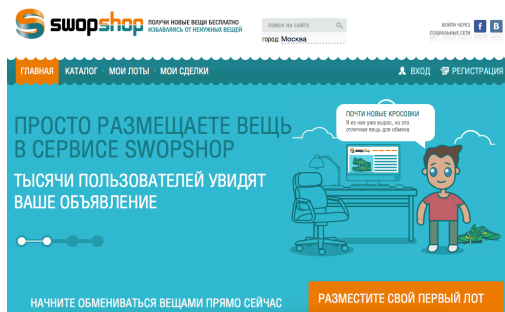 swopshop
ПОЛУЧИ НОВЫЕ ВЕЩИ БЕСПЛАТНО
ИЗБАВЛЯЯСЬ ОТ НЕНУЖНЫХ ВЕЩЕЙ
ПОИСК НА САЙТЕ
ГОРОД: Москва
ВОЙТИ ЧЕРЕЗ
СОЦИАЛЬНЫЕ СЕТИ
f B
ГЛАВНАЯ КАТАЛОГ МОИ ЛОТЫ МОИ СДЕЛКИ
ВХОД РЕГИСТРАЦИЯ
ПРОСТО РАЗМЕЩАЕТЕ ВЕЩЬ
В СЕРВИСЕ SWOPSHOP
ТЫСЯЧИ ПОЛЬЗОВАТЕЛЕЙ УВИДЯТ
ВАШЕ ОБЪЯВЛЕНИЕ
ПОЧТИ НОВЫЕ КРОССОВКИ
Я из них уже вырос, но это
отличная вещь для обмена
swopshop
НАЧНИТЕ ОБМЕНИВАТЬСЯ ВЕЩАМИ ПРЯМО СЕЙЧАС
РАЗМЕСТИТЕ СВОЙ ПЕРВЫЙ ЛОТ